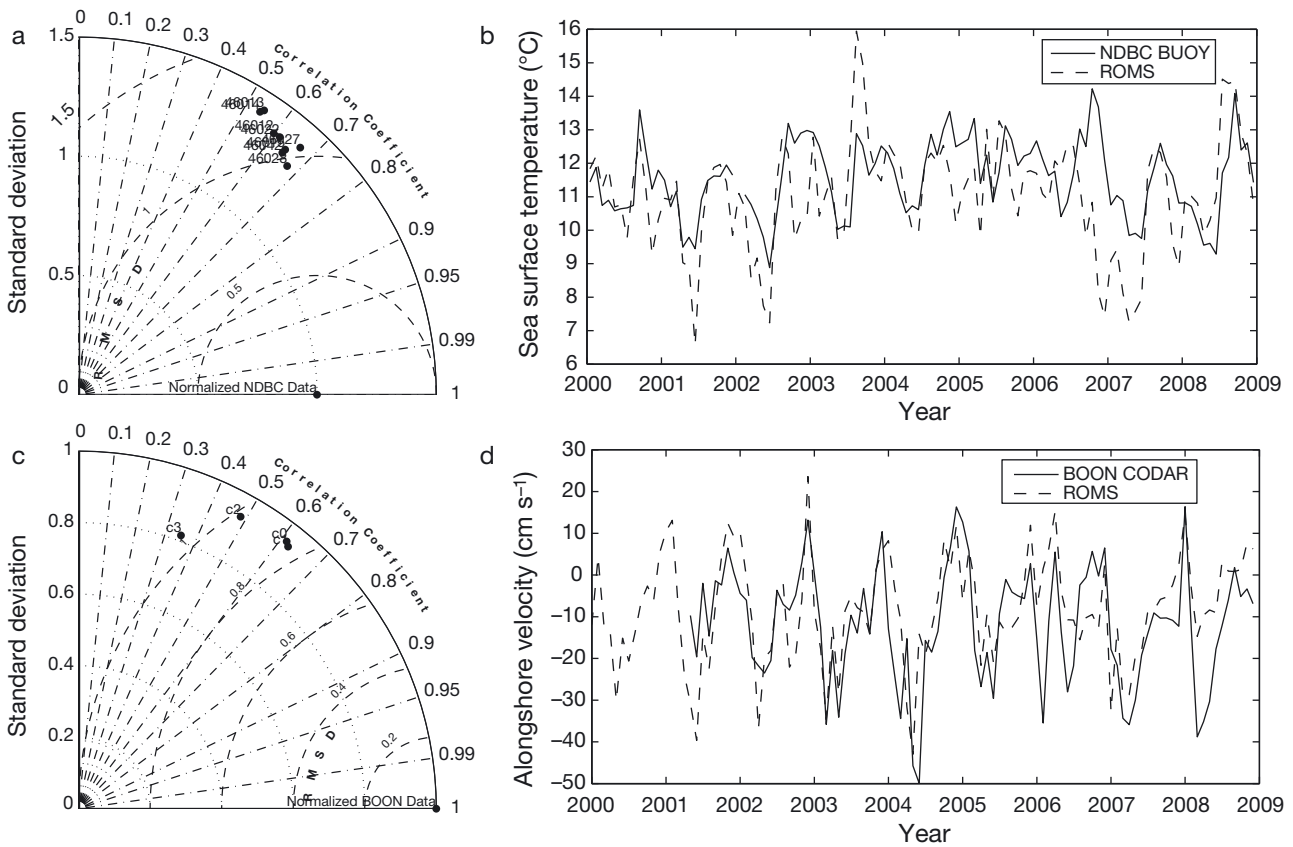 a
0
0.1
0.2
0.3
0.4
0.5
0.6
0.7
0.8
0.9
0.95
0.99
1
Correlation Coefficient
1.5
1
0.5
0
Standard deviation
1.5
1
0.5
R M S D
46014
46013
46012
46028
Normalized NDBC Data
b
16
15
14
13
12
11
10
9
8
7
6
Sea surface temperature (°C)
NDBC BUOY
ROMS
2000 2001 2002 2003 2004 2005 2006 2007 2008 2009
Year
c
0
0.1
0.2
0.3
0.4
0.5
0.6
0.7
0.8
0.9
0.95
0.99
1
Correlation Coefficient
1
0.8
0.6
0.4
0.2
0
Standard deviation
c3
c2
c0
0.8
0.6
0.4
0.2
R M S D
Normalized BOON Data
d
30
20
10
0
–10
–20
–30
–40
–50
Alongshore velocity (cm s–1)
BOON CODAR
ROMS
2000 2001 2002 2003 2004 2005 2006 2007 2008 2009
Year